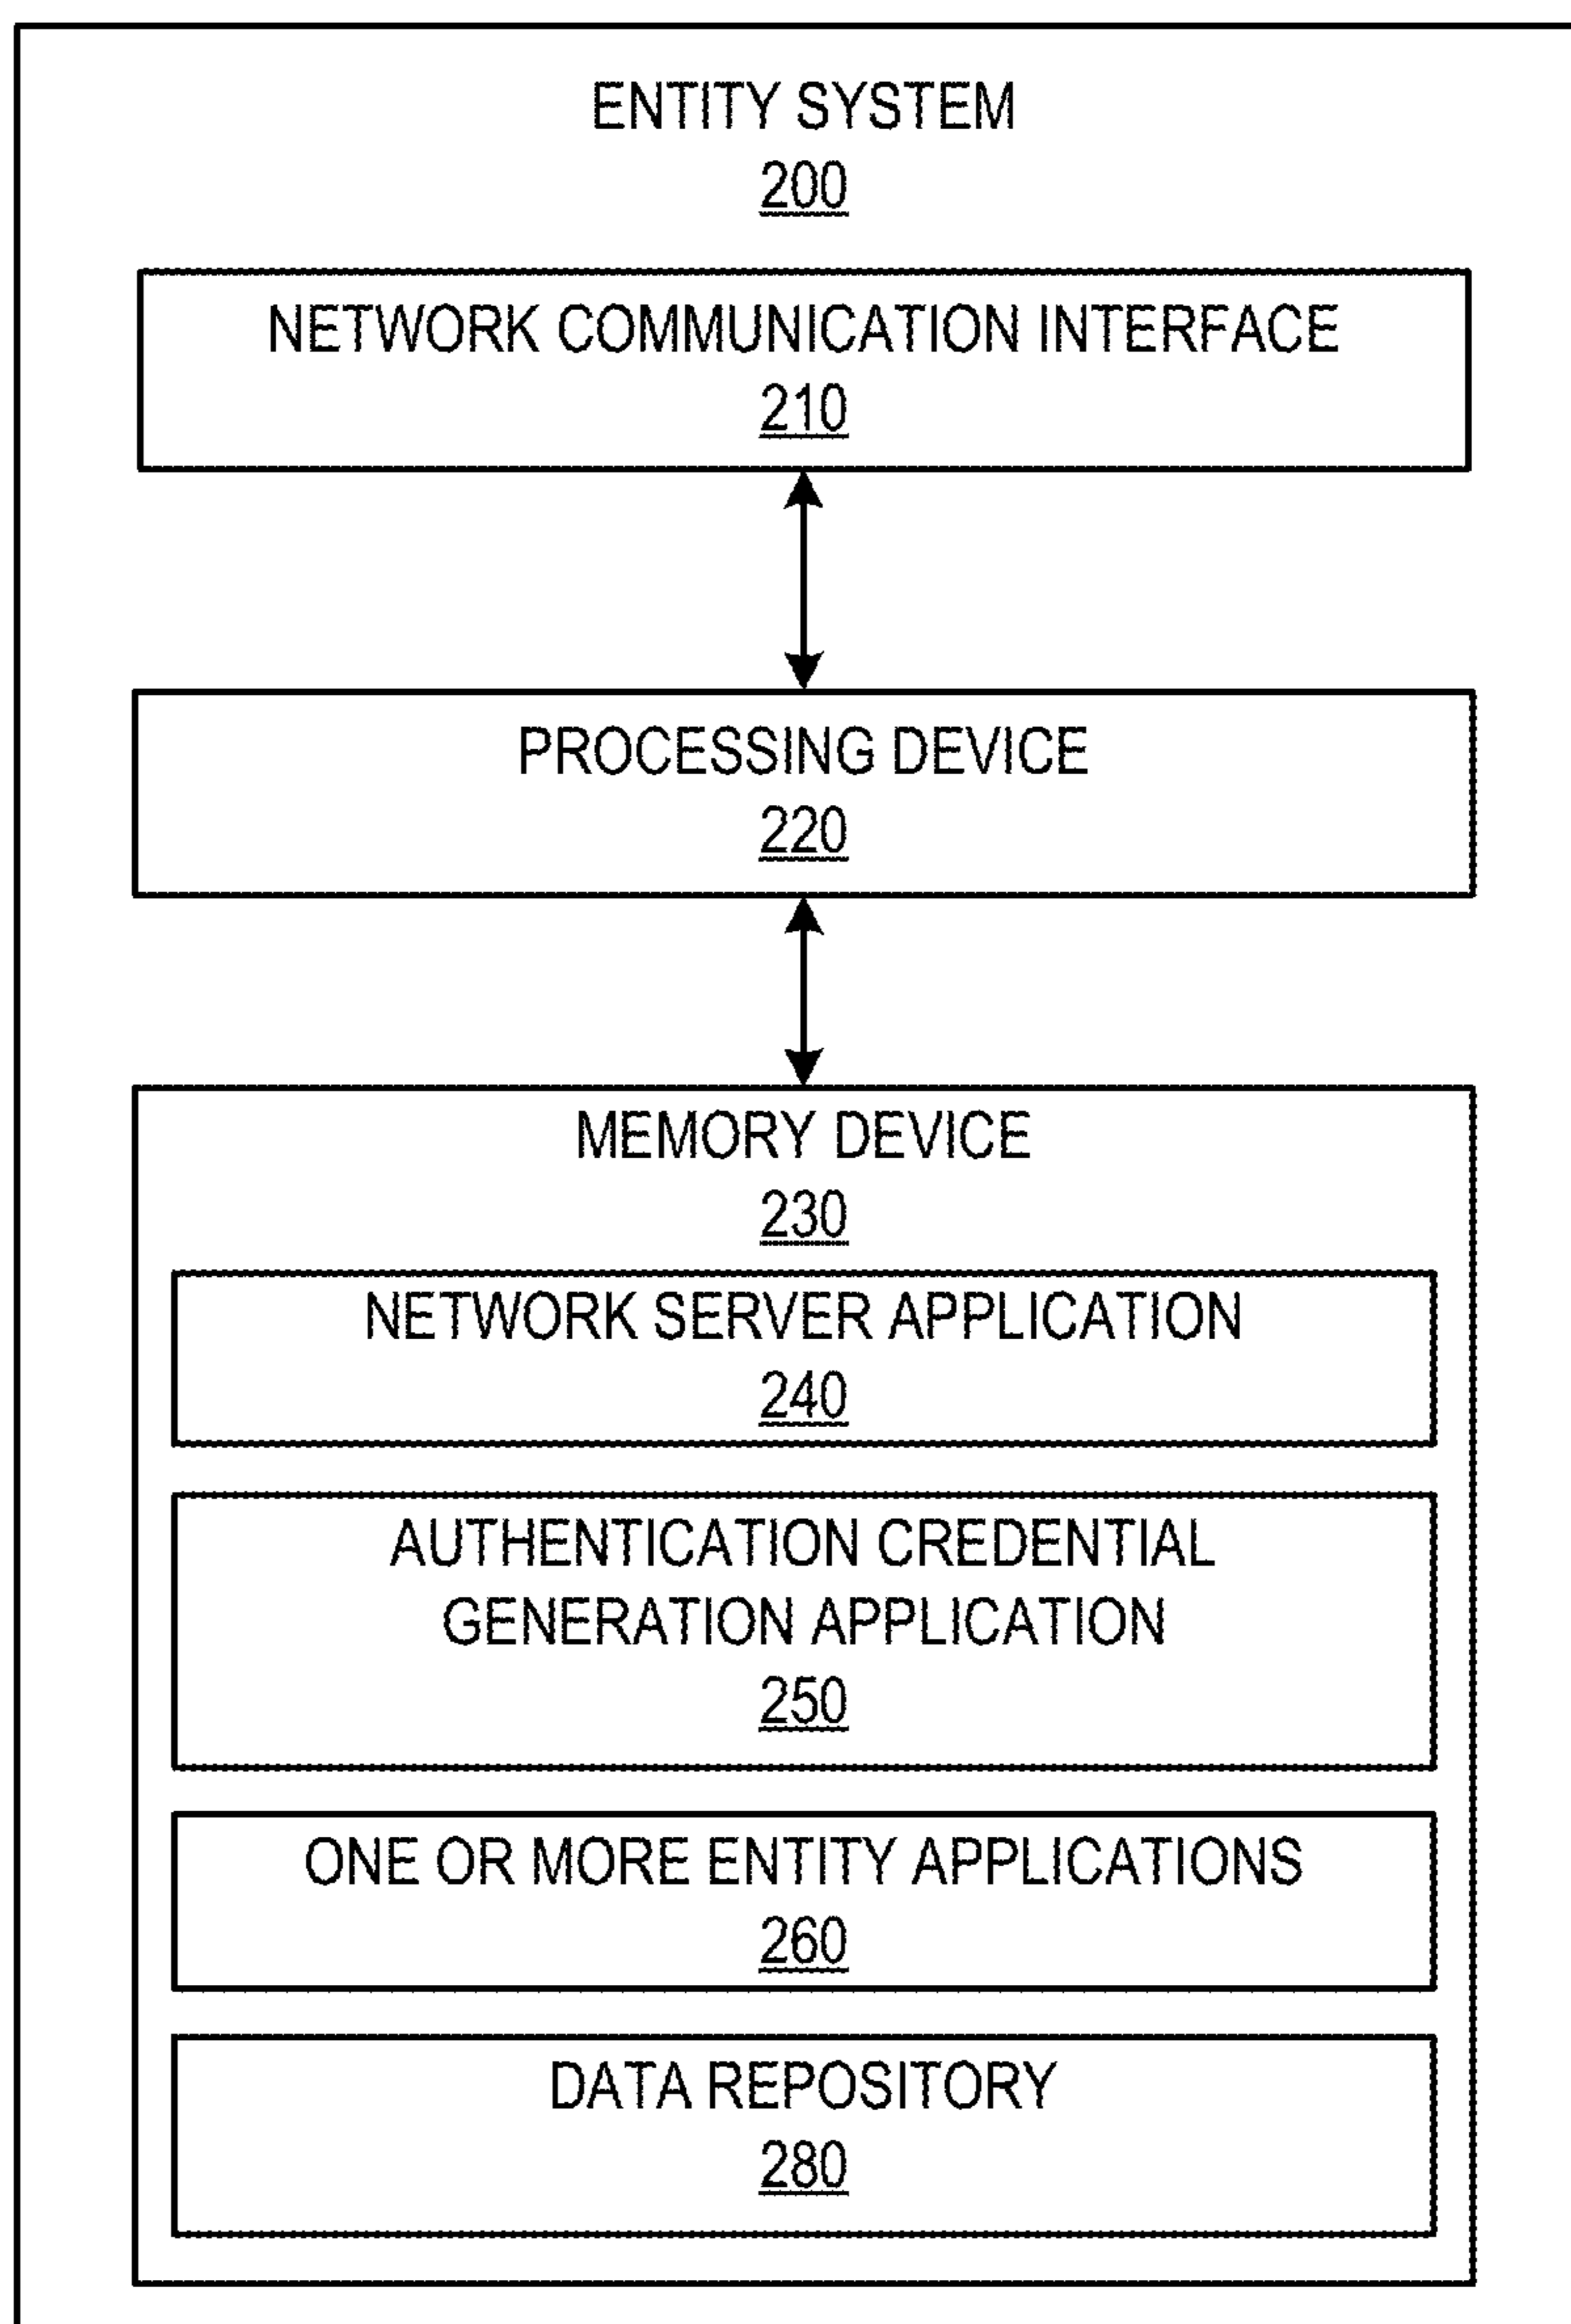 ENTITY SYSTEM
200
NETWORK COMMUNICATION INTERFACE
210
PROCESSING DEVICE
220
MEMORY DEVICE
230
NETWORK SERVER APPLICATION
240
AUTHENTICATION CREDENTIAL
GENERATION APPLICATION
250
ONE OR MORE ENTITY APPLICATIONS
260
DATA REPOSITORY
280